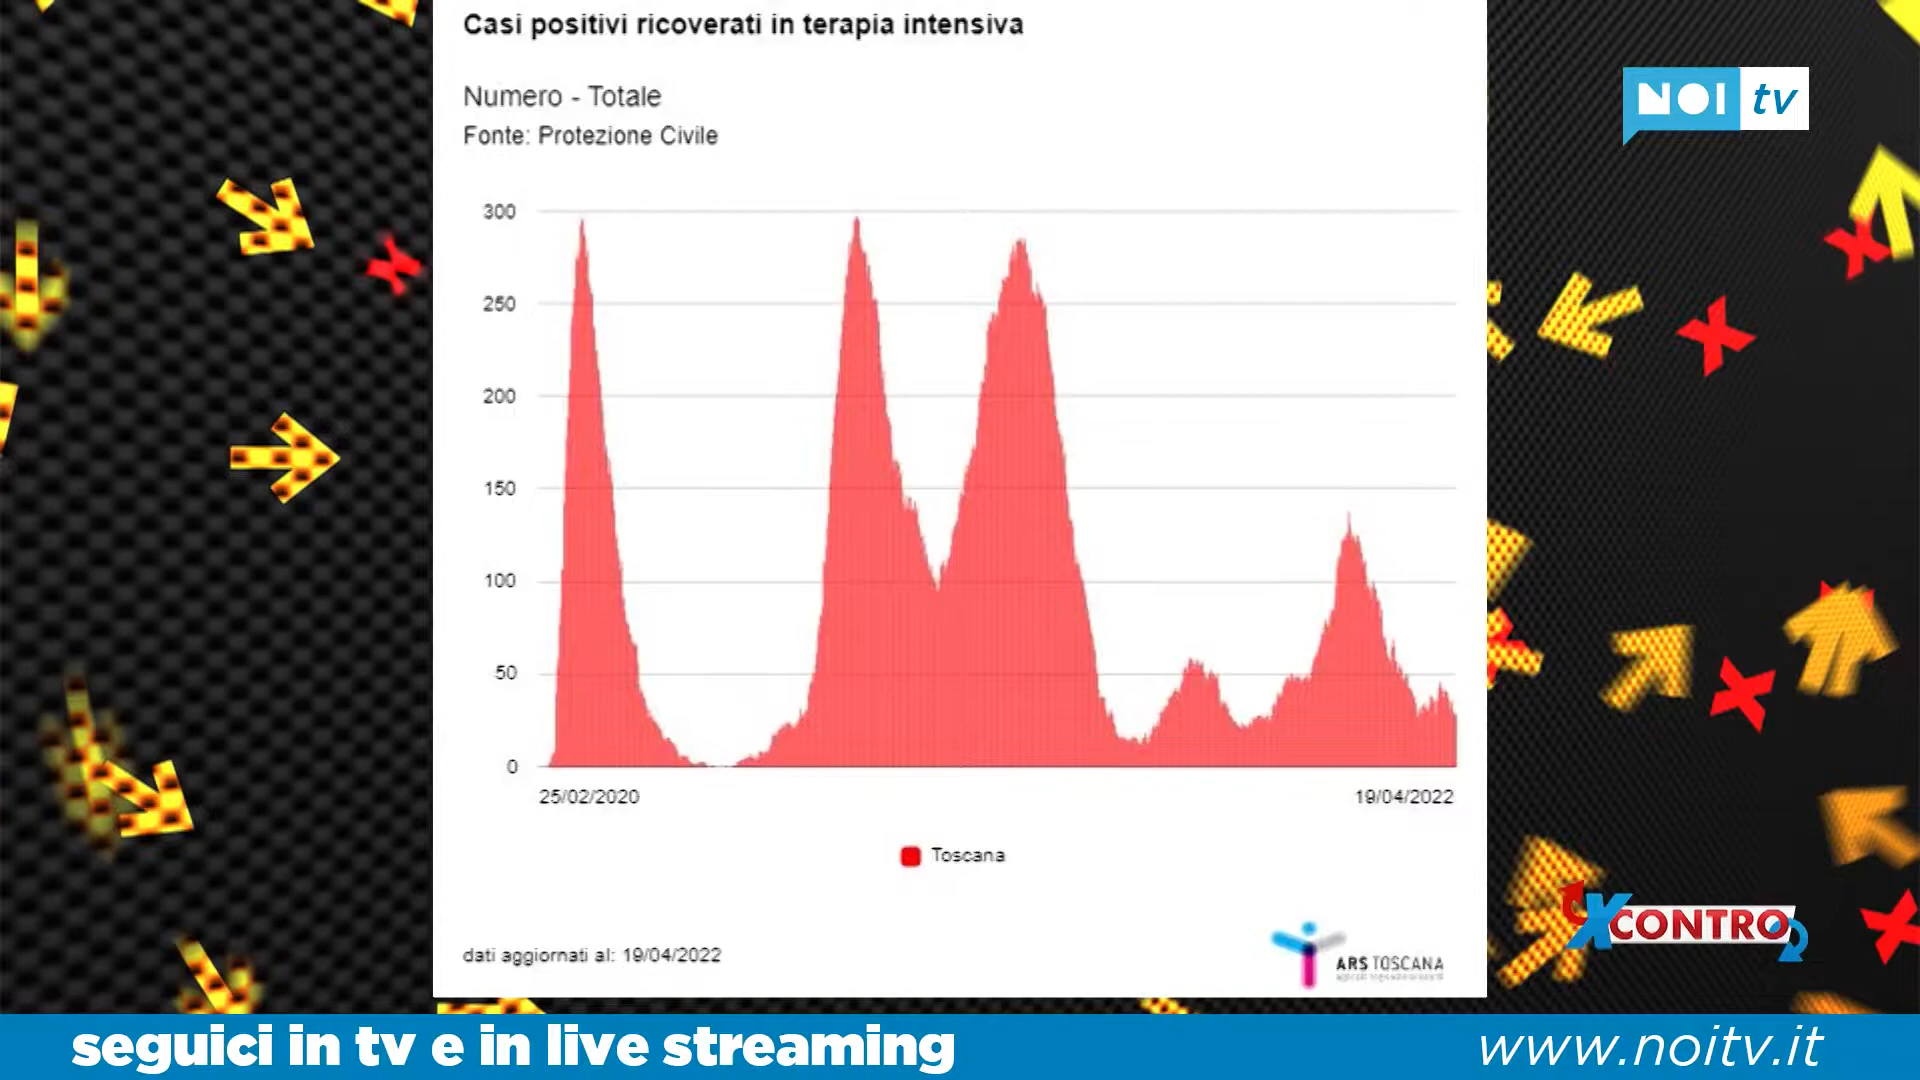 Casi positivi ricoverati in terapia intensiva
NOI tv
Numero - Totale
Fonte: Protezione Civile
300
250
200
150
100
50
0
25/02/2020
19/04/2022
Toscana
XCONTRO
dati aggiornati al: 19/04/2022
ARS TOSCANA
seguici in tv e in live streaming
www.noitv.it